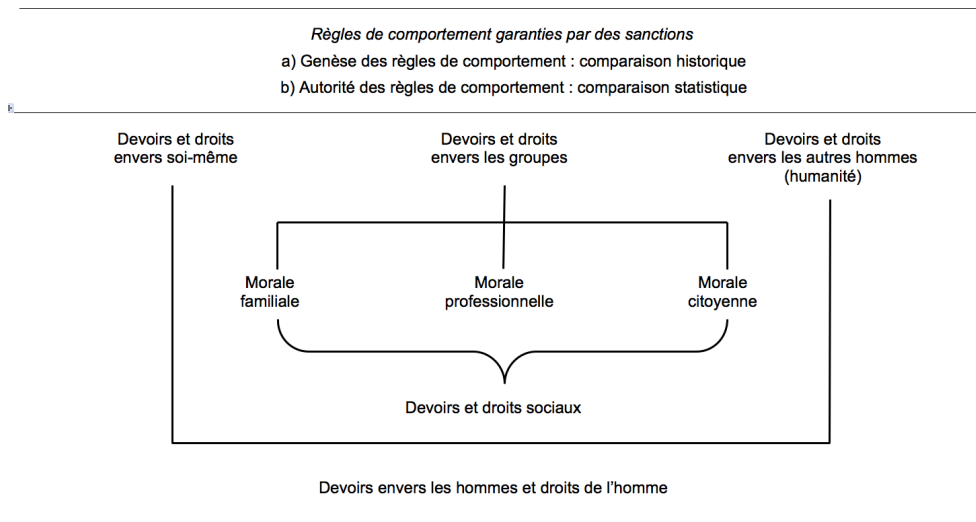 Règles de comportement garanties par des sanctions
a) Genèse des règles de comportement : comparaison historique
b) Autorité des règles de comportement : comparaison statistique
Devoirs et droits
envers soi-même
Devoirs et droits
envers les groupes
Devoirs et droits
envers les autres hommes
(humanité)
Morale
familiale
Morale
professionnelle
Morale
citoyenne
Devoirs et droits sociaux
Devoirs envers les hommes et droits de l'homme